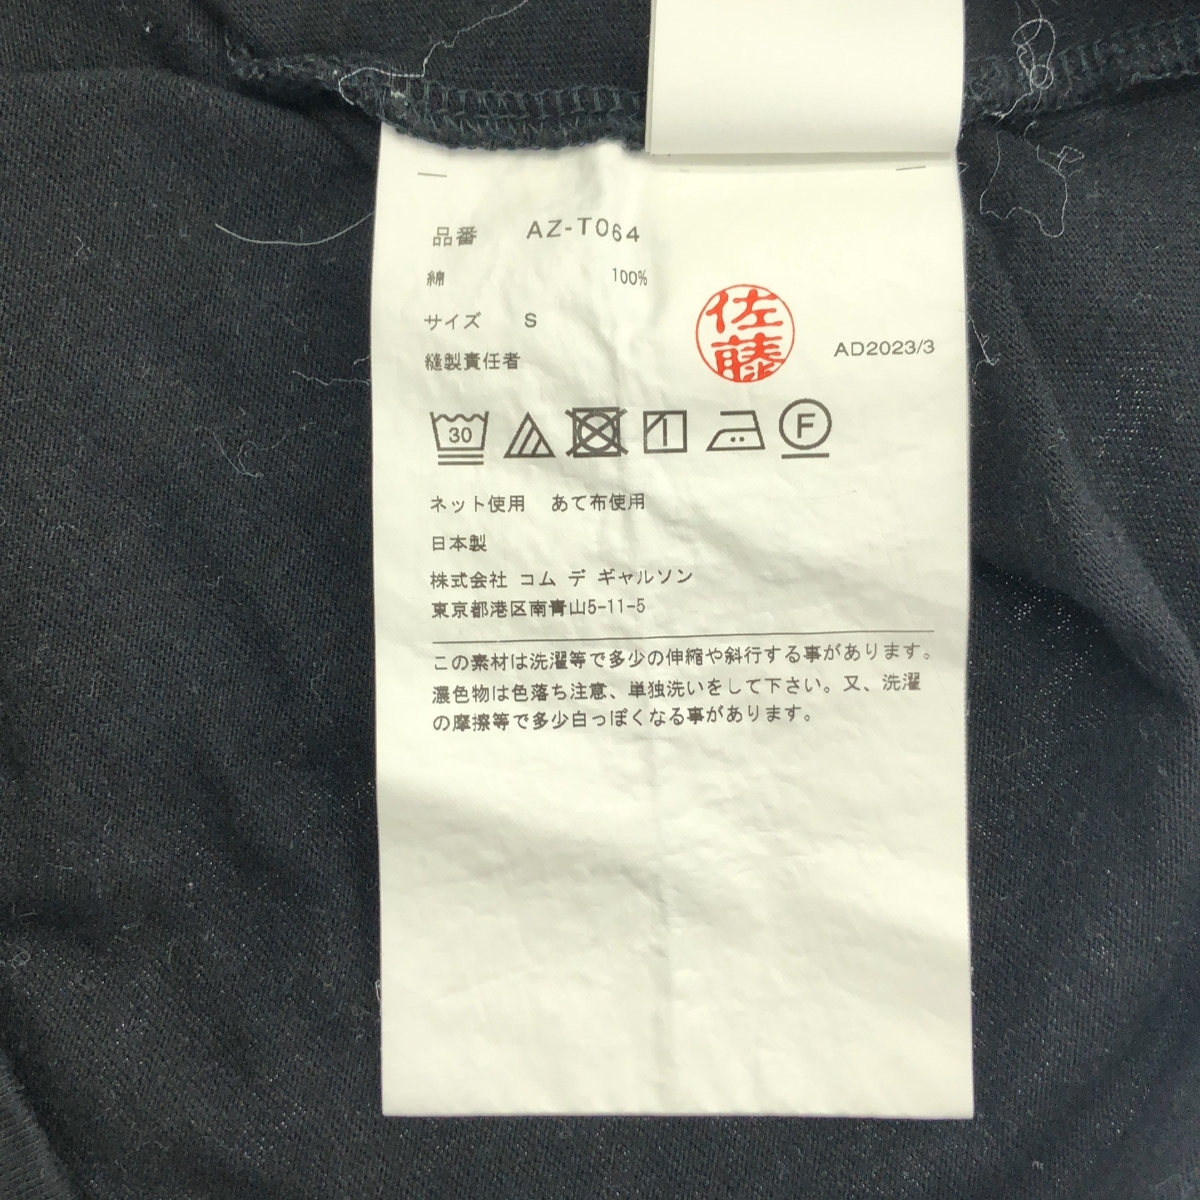 品番 AZ-T064
綿 100%
サイズ S
縫製責任者
佐藤
AD2023/3
30 F
ネット使用 あて布使用
日本製
株式会社 コム デ ギャルソン
東京都港区南青山5-11-5
この素材は洗濯等で多少の伸縮や斜行する事があります。
濃色物は色落ち注意、単独洗いをして下さい。又、洗濯
の摩擦等で多少白っぽくなる事があります。